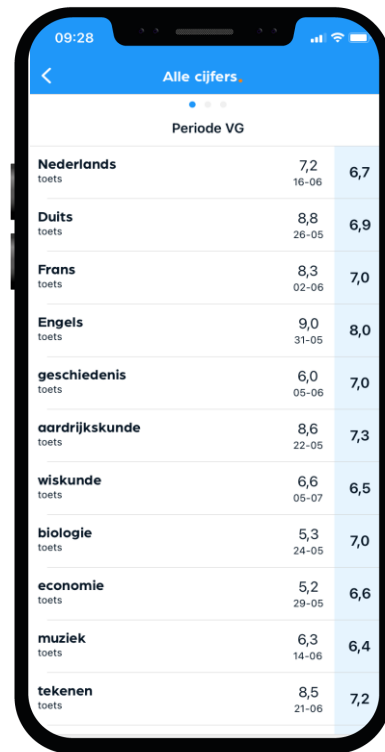 09:28
Alle cijfers.
Periode VG
Nederlands 7,2 6,7
toets 16-06
Duits 8,8 6,9
toets 26-05
Frans 8,3 7,0
toets 02-06
Engels 9,0 8,0
toets 31-05
geschiedenis 6,0 7,0
toets 05-06
aardrijkskunde 8,6 7,3
toets 22-05
wiskunde 6,6 6,5
toets 05-07
biologie 5,3 7,0
toets 24-05
economie 5,2 6,6
toets 29-05
muziek 6,3 6,4
toets 14-06
tekenen 8,5 7,2
toets 21-06